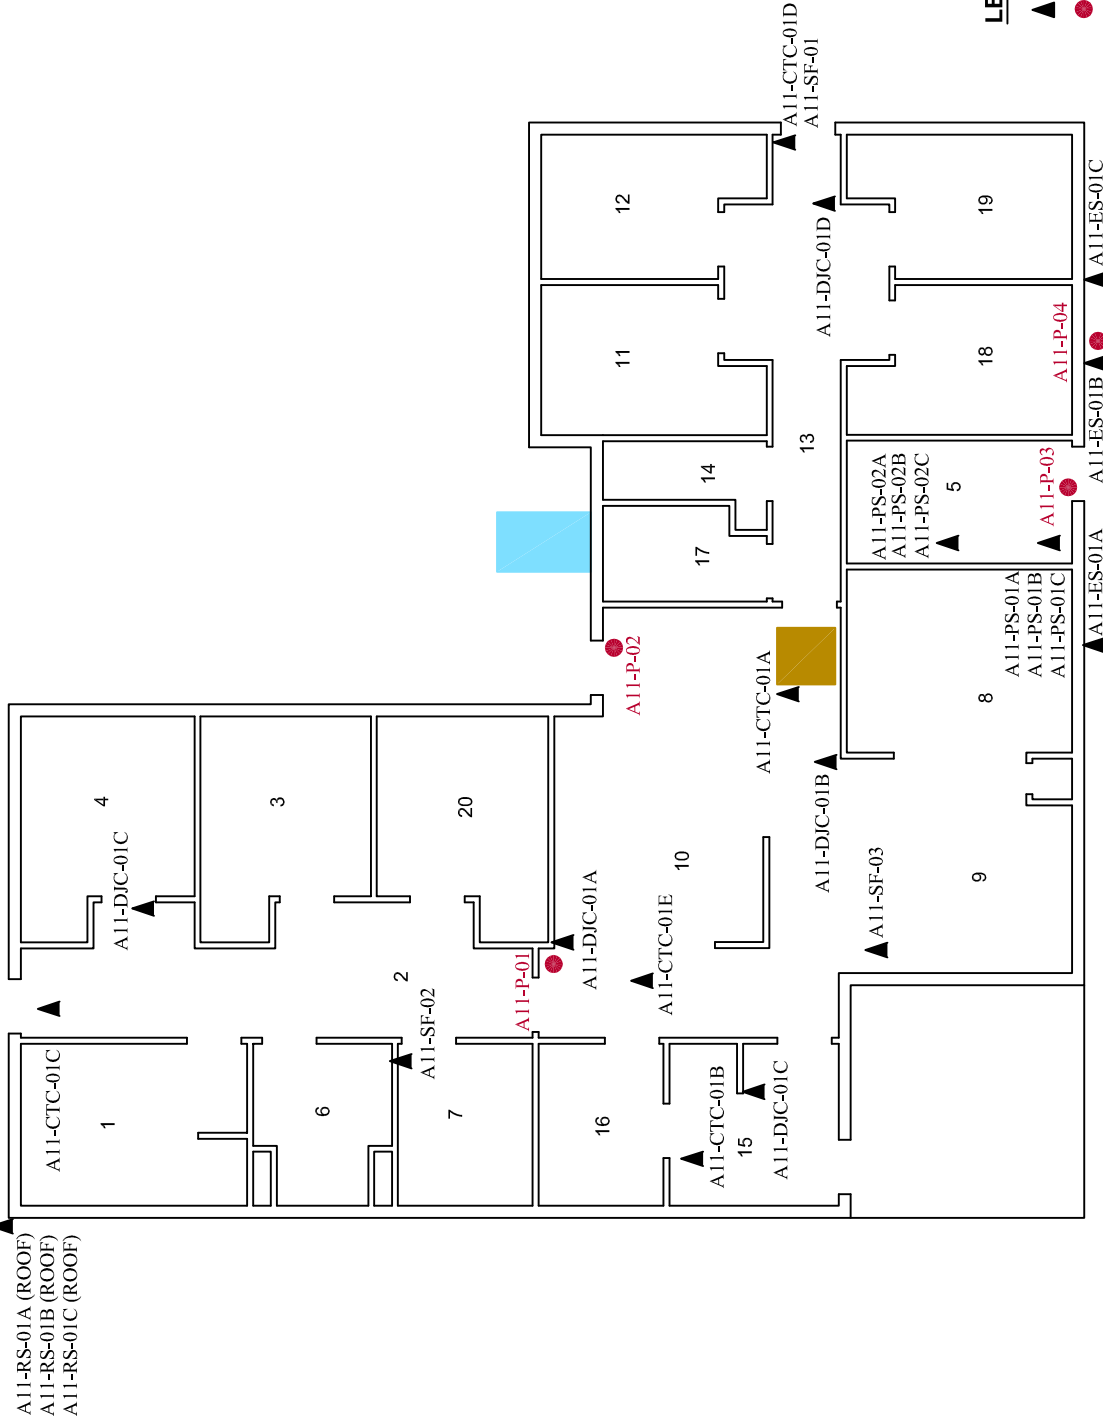 A11-RS-01A (ROOF)
A11-RS-01B (ROOF)
A11-RS-01C (ROOF)
A11-CTC-01C
1
A11-DJC-01C
4
3
6
2
A11-SF-02
7
20
A11-P-01
A11-DJC-01A
16
A11-P-02
A11-CTC-01E
10
A11-CTC-01B
15
A11-DJC-01C
17
14
11
12
A11-CTC-01A
A11-CTC-01D
A11-SF-01
13
A11-DJC-01B
A11-DJC-01D
A11-SF-03
A11-PS-02A
A11-PS-02B
A11-PS-02C
5
9
8
18
19
A11-PS-01A
A11-PS-01B
A11-PS-01C
A11-P-03
A11-P-04
A11-ES-01A
A11-ES-01B
A11-ES-01C